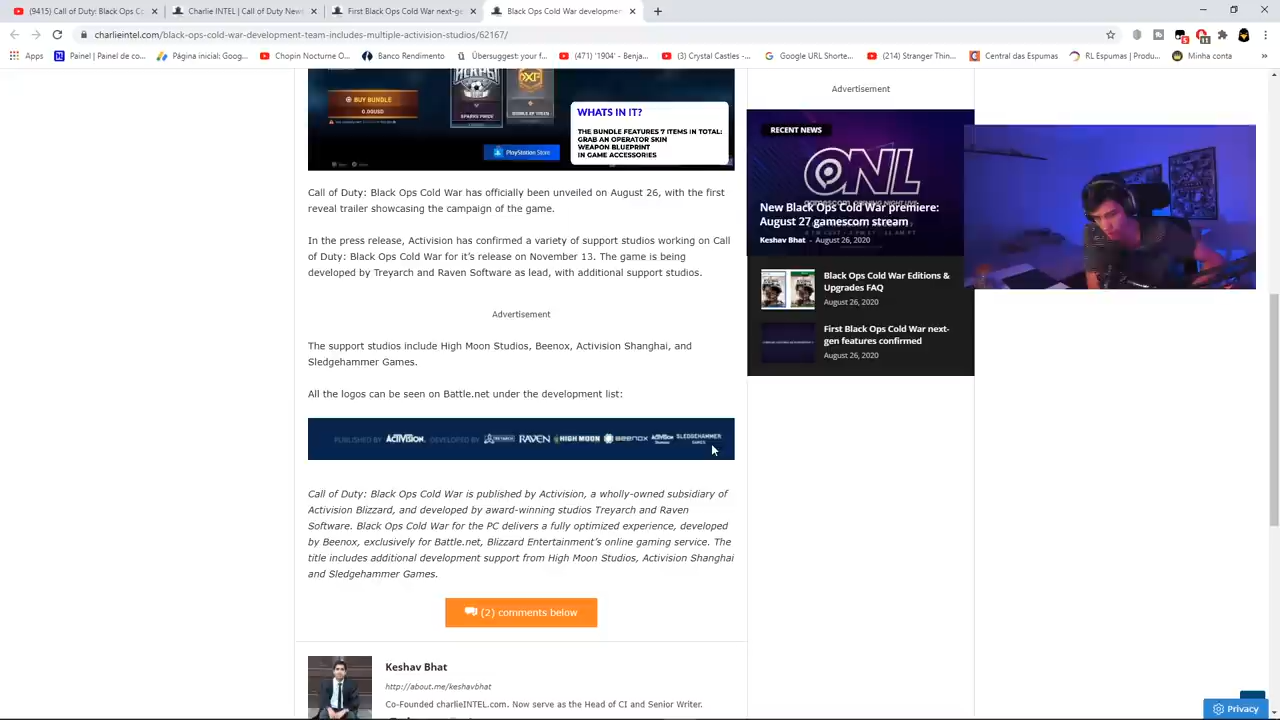 (9415) Call of Duty: Black Ops C
Charlie INTEL | Call of Duty New
First Black Ops Cold War next-g
Black Ops Cold War developmen
charlieintel.com/black-ops-cold-war-development-team-includes-multiple-activision-studios/62167/
Apps
Painel | Painel de co...
Página inicial: Goog...
Chopin Nocturne O...
Banco Rendimento
Übersuggest: your f...
(471) '1904' – Benja...
(3) Crystal Castles -...
Google URL Shorte...
(214) Stranger Thin...
Central das Espumas
RL Espumas | Produ...
Minha conta
BUY BUNDLE
0.00USD
WHATS IN IT?
THE BUNDLE FEATURES 7 ITEMS IN TOTAL:
GRAB AN OPERATOR SKIN
WEAPON BLUEPRINT
IN GAME ACCESSORIES
PlayStation Store
Call of Duty: Black Ops Cold War has officially been unveiled on August 26, with the first
reveal trailer showcasing the campaign of the game.
In the press release, Activision has confirmed a variety of support studios working on Call
of Duty: Black Ops Cold War for it's release on November 13. The game is being
developed by Treyarch and Raven Software as lead, with additional support studios.
Advertisement
The support studios include High Moon Studios, Beenox, Activision Shanghai, and
Sledgehammer Games.
All the logos can be seen on Battle.net under the development list:
PUBLISHED BY ACTIVISION. DEVELOPED BY TREYARCH RAVEN HIGH MOON BEENOX ACTIVISION SLEDGEHAMMER
GAMES
Call of Duty: Black Ops Cold War is published by Activision, a wholly-owned subsidiary of
Activision Blizzard, and developed by award-winning studios Treyarch and Raven
Software. Black Ops Cold War for the PC delivers a fully optimized experience, developed
by Beenox, exclusively for Battle.net, Blizzard Entertainment's online gaming service. The
title includes additional development support from High Moon Studios, Activision Shanghai
and Sledgehammer Games.
(2) comments below
Keshav Bhat
http://about.me/keshavbhat
Co-Founded charlieINTEL.com. Now serve as the Head of CI and Senior Writer.
Advertisement
RECENT NEWS
ONL
New Black Ops Cold War premiere:
August 27 gamescom stream
Keshav Bhat - August 26, 2020
Black Ops Cold War Editions &
Upgrades FAQ
August 26, 2020
First Black Ops Cold War next-
gen features confirmed
August 26, 2020
Privacy